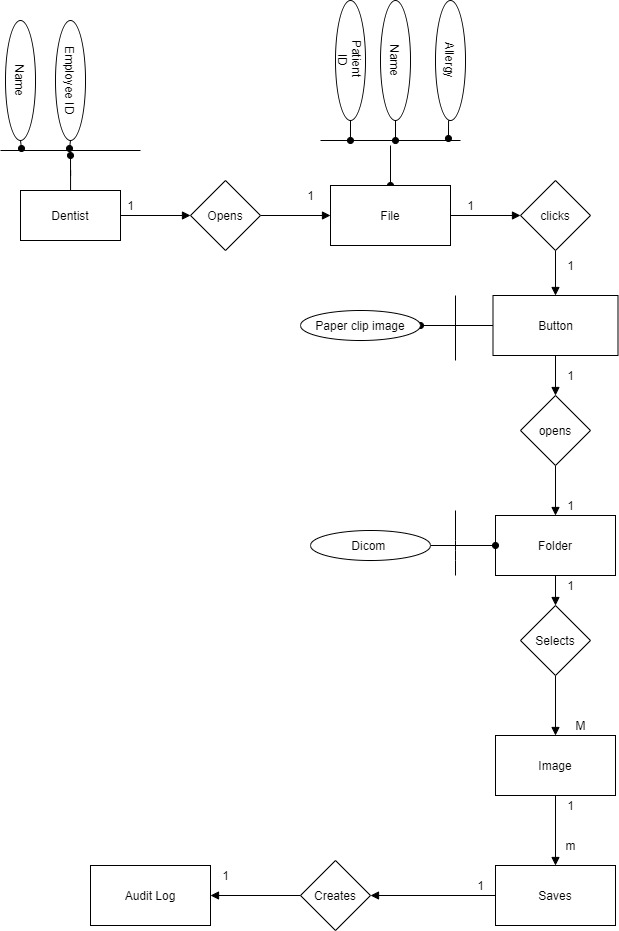 Name
Employee ID
Patient
ID
Name
Allergy
Dentist
1
Opens
1
File
1
clicks
1
Paper clip image
Button
1
opens
1
Dicom
Folder
1
Selects
M
Image
1
m
Audit Log
1
Creates
1
Saves